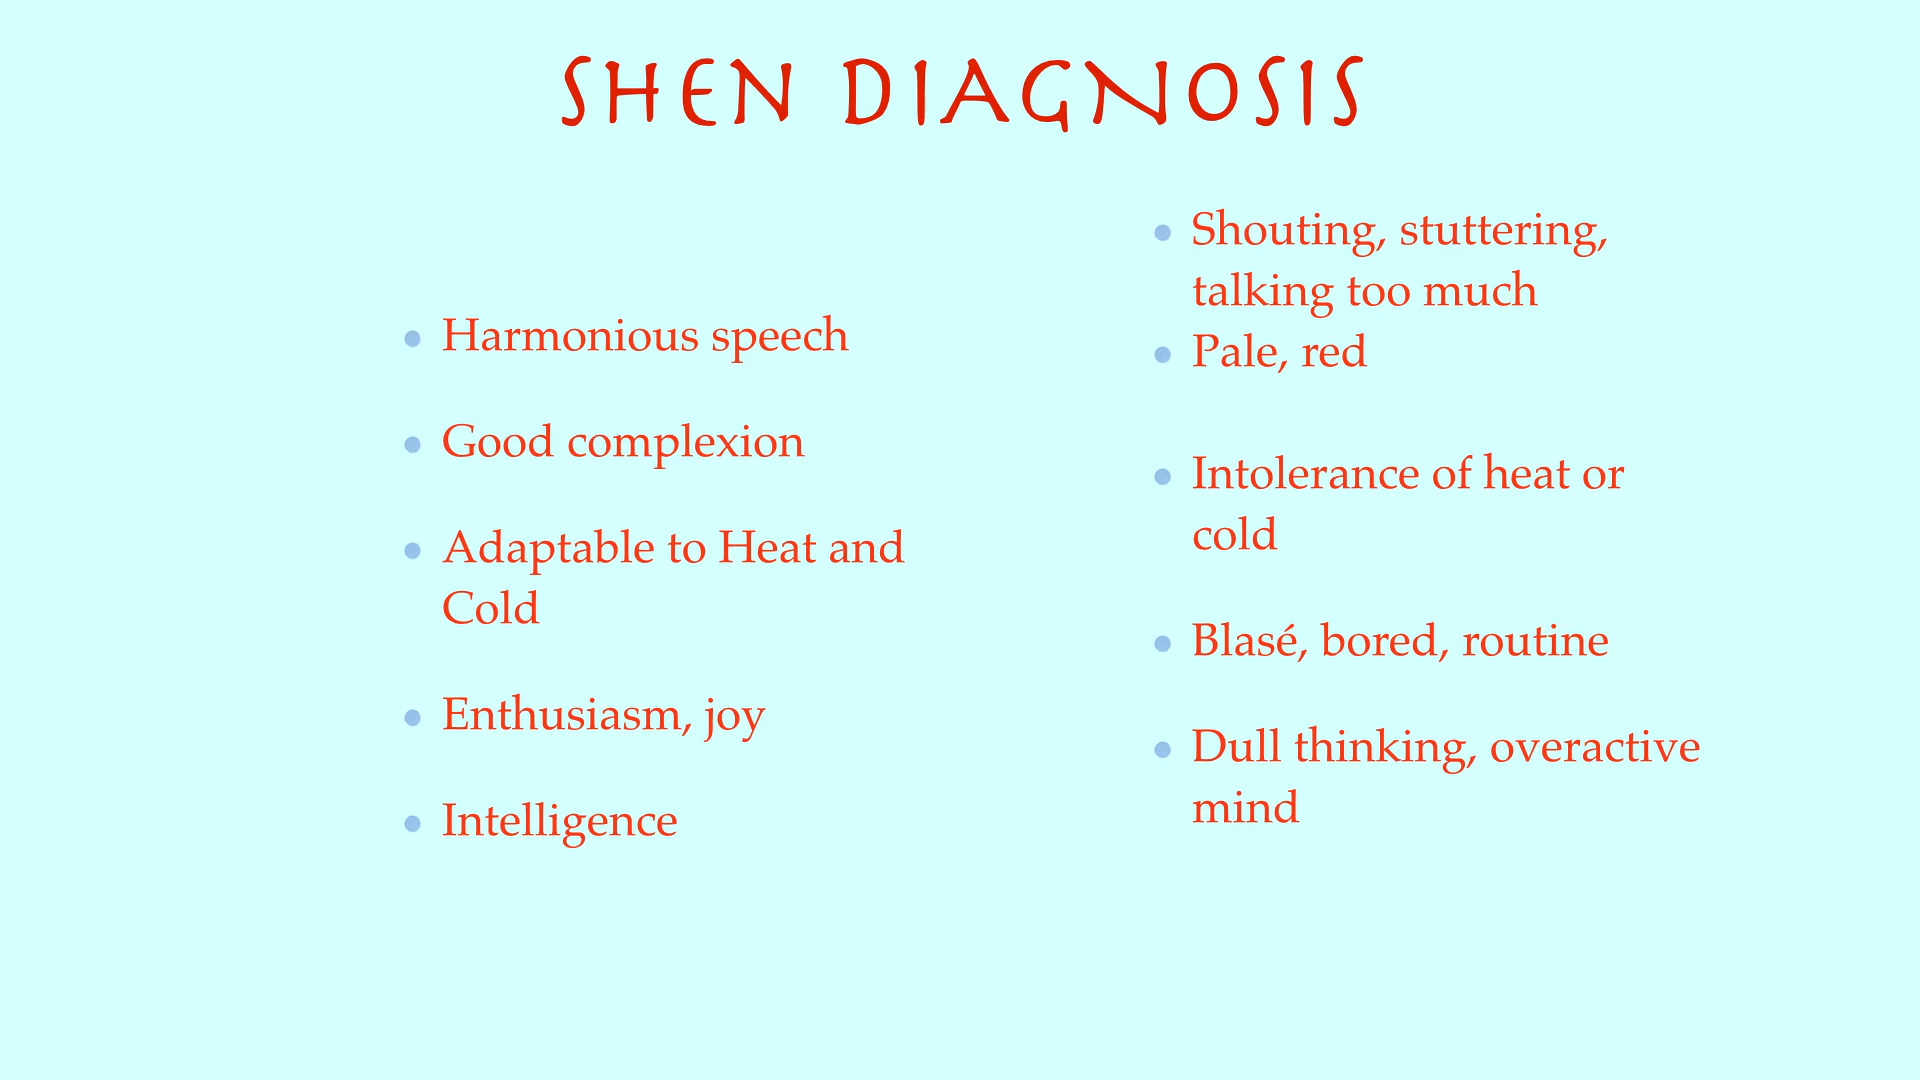 SHEN DIAGNOSIS
Harmonious speech
Good complexion
Adaptable to Heat and
Cold
Enthusiasm, joy
Intelligence
Shouting, stuttering,
talking too much
Pale, red
Intolerance of heat or
cold
Blasé, bored, routine
Dull thinking, overactive
mind